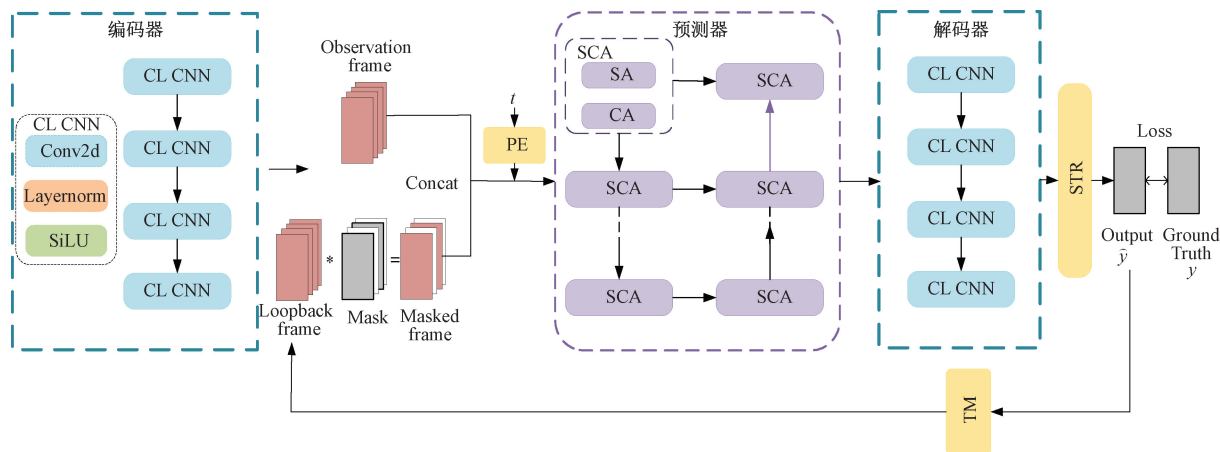 编码器
CL CNN
CL CNN
CL CNN
CL CNN
CL CNN
Conv2d
Layernorm
SiLU
Observation
frame
Concat
Loopback
frame
*
Mask
=
Masked
frame
t
PE
预测器
SCA
SA
CA
SCA
SCA
SCA
SCA
SCA
解码器
CL CNN
CL CNN
CL CNN
CL CNN
STR
Loss
Output
ŷ
Ground
Truth
y
TM